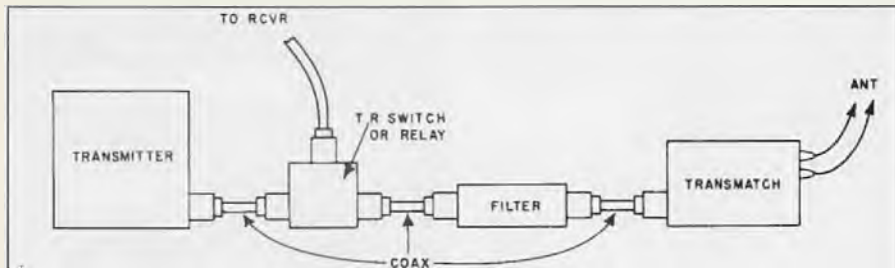 TO RCVR
T.R SWITCH
OR RELAY
ANT
TRANSMITTER
TRANSMATCH
FILTER
COAX